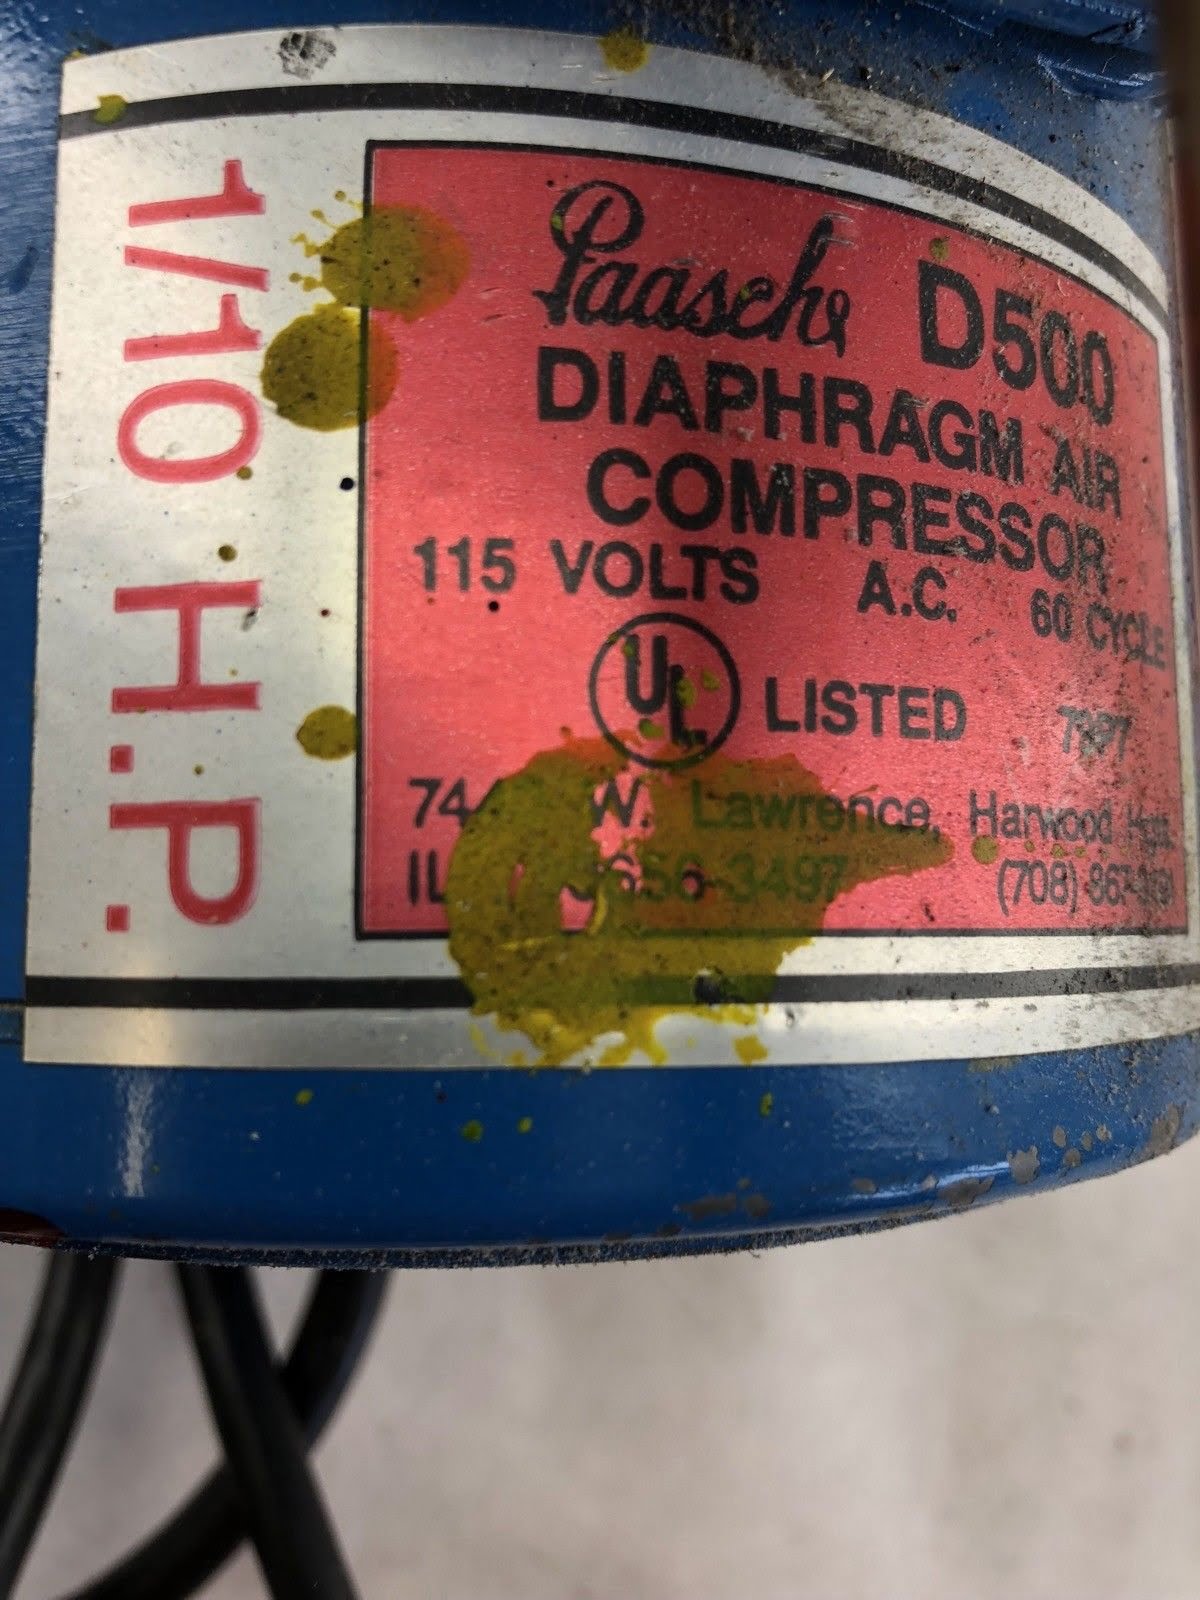 1/10 H.P.
Paasche D500
DIAPHRAGM AIR
COMPRESSOR
115 VOLTS A.C. 60 CYCLE
UL LISTED
W. Lawrence, Harwood Hgts.
(708)